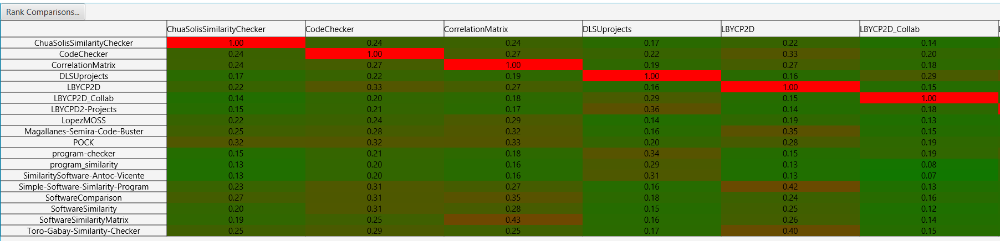 Rank Comparisons...
ChuaSolisSimilarityChecker CodeChecker CorrelationMatrix DLSUprojects LBYCP2D LBYCP2D_Collab
ChuaSolisSimilarityChecker 1.00 0.24 0.24 0.17 0.22 0.14
CodeChecker 0.24 1.00 0.27 0.22 0.33 0.20
CorrelationMatrix 0.24 0.27 1.00 0.19 0.27 0.18
DLSUprojects 0.17 0.22 0.19 1.00 0.16 0.29
LBYCP2D 0.22 0.33 0.27 0.16 1.00 0.15
LBYCP2D_Collab 0.14 0.20 0.18 0.29 0.15 1.00
LBYCPD2-Projects 0.15 0.21 0.17 0.36 0.14 0.18
LopezMOSS 0.22 0.24 0.29 0.14 0.19 0.13
Magallanes-Semira-Code-Buster 0.25 0.28 0.32 0.16 0.35 0.15
POCK 0.32 0.32 0.33 0.20 0.28 0.19
program-checker 0.15 0.21 0.18 0.34 0.15 0.19
program_similarity 0.13 0.20 0.16 0.29 0.13 0.08
SimilaritySoftware-Antoc-Vicente 0.13 0.20 0.16 0.31 0.13 0.07
Simple-Software-Simlarity-Program 0.23 0.31 0.27 0.16 0.42 0.13
SoftwareComparison 0.27 0.31 0.35 0.18 0.24 0.16
SoftwareSimilarity 0.20 0.31 0.28 0.15 0.25 0.12
SoftwareSimilarityMatrix 0.19 0.25 0.43 0.16 0.26 0.14
Toro-Gabay-Similarity-Checker 0.25 0.29 0.25 0.17 0.40 0.15